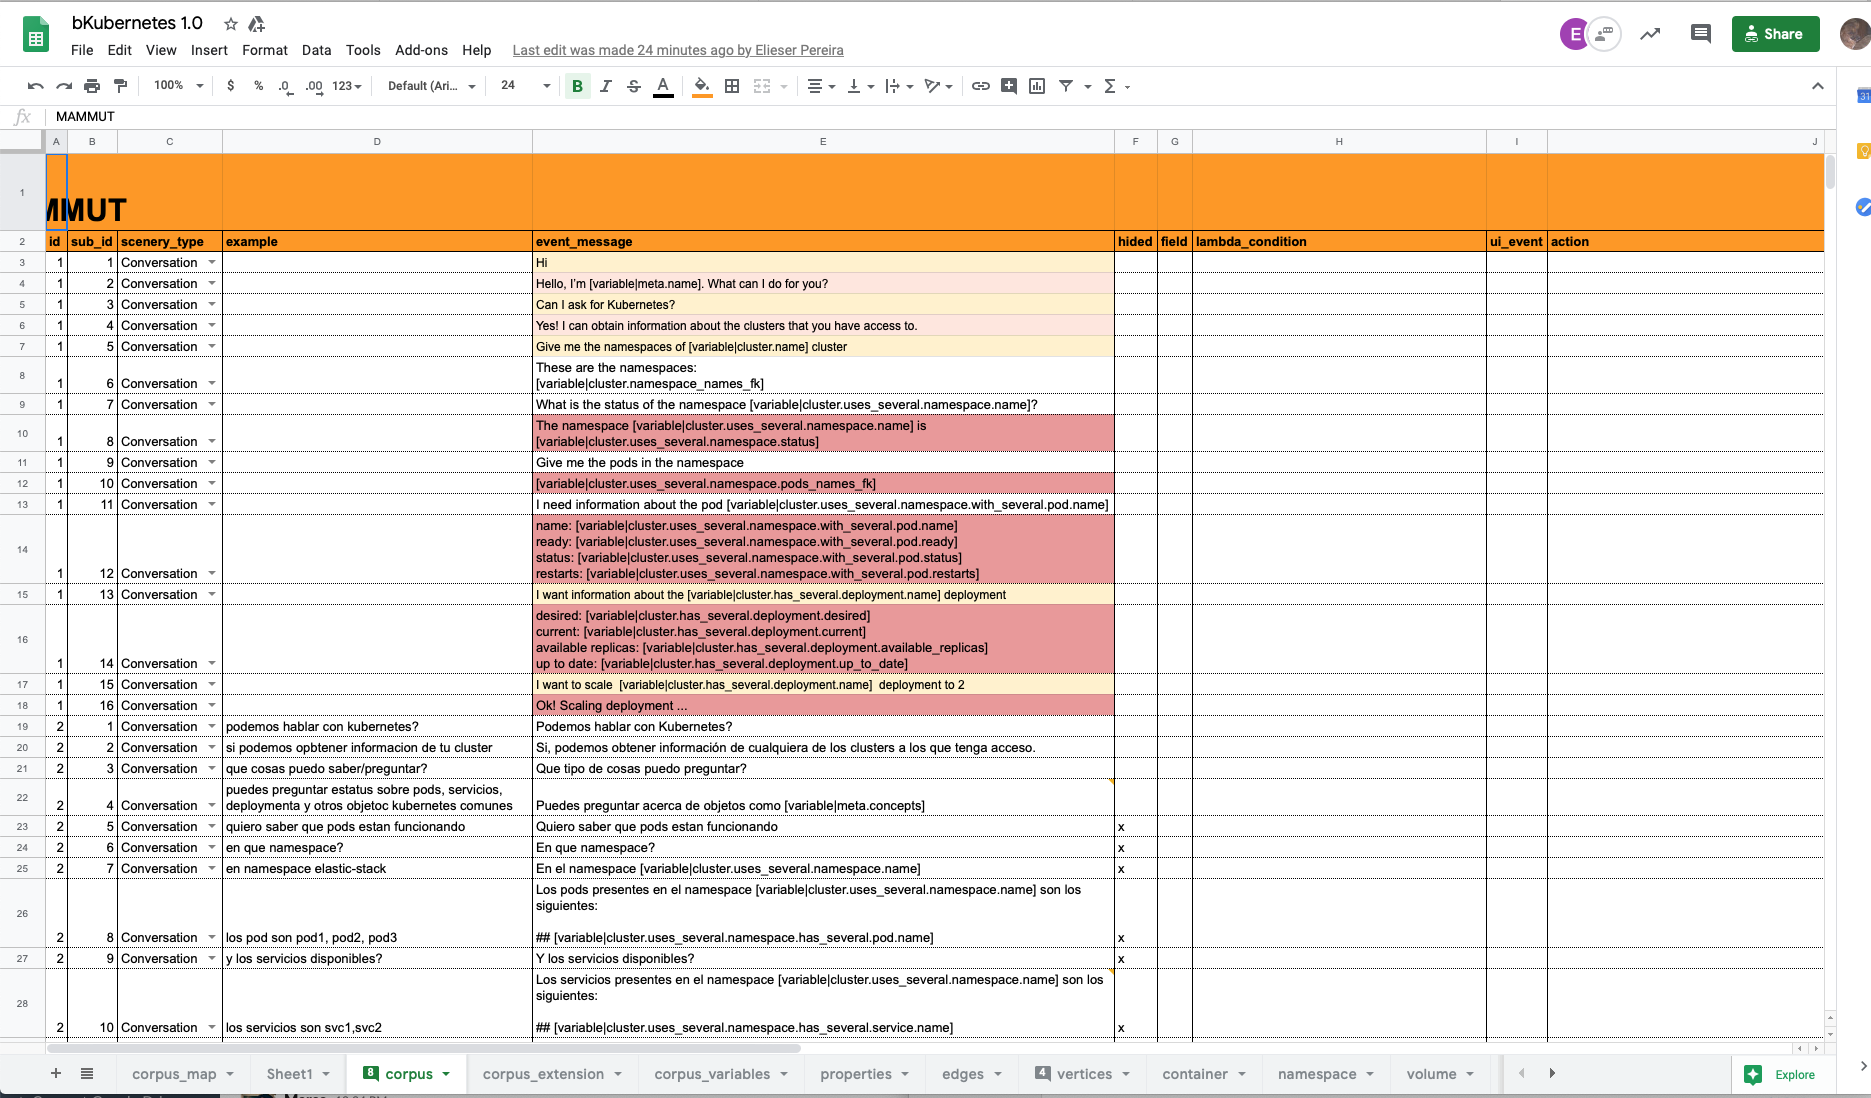 bKubernetes 1.0
File Edit View Insert Format Data Tools Add-ons Help Last edit was made 24 minutes ago by Elieser Pereira
E
Share
100% $ % .0 .00 123 Default (Ari... 24 B I S A Σ
31
fx MAMMUT
A B C D E F G H I J
1 MMUT
2 id sub_id scenery_type example event_message hided field lambda_condition ui_event action
3 1 1 Conversation Hi
4 1 2 Conversation Hello, I'm [variable|meta.name]. What can I do for you?
5 1 3 Conversation Can I ask for Kubernetes?
6 1 4 Conversation Yes! I can obtain information about the clusters that you have access to.
7 1 5 Conversation Give me the namespaces of [variable|cluster.name] cluster
These are the namespaces:
8 1 6 Conversation [variable|cluster.namespace_names_fk]
9 1 7 Conversation What is the status of the namespace [variable|cluster.uses_several.namespace.name]?
The namespace [variable|cluster.uses_several.namespace.name] is
10 1 8 Conversation [variable|cluster.uses_several.namespace.status]
11 1 9 Conversation Give me the pods in the namespace
12 1 10 Conversation [variable|cluster.uses_several.namespace.pods_names_fk]
13 1 11 Conversation I need information about the pod [variable|cluster.uses_several.namespace.with_several.pod.name]
name: [variable|cluster.uses_several.namespace.with_several.pod.name]
ready: [variable|cluster.uses_several.namespace.with_several.pod.ready]
status: [variable|cluster.uses_several.namespace.with_several.pod.status]
14 1 12 Conversation restarts: [variable|cluster.uses_several.namespace.with_several.pod.restarts]
15 1 13 Conversation I want information about the [variable|cluster.has_several.deployment.name] deployment
desired: [variable|cluster.has_several.deployment.desired]
current: [variable|cluster.has_several.deployment.current]
available replicas: [variable|cluster.has_several.deployment.available_replicas]
16 1 14 Conversation up to date: [variable|cluster.has_several.deployment.up_to_date]
17 1 15 Conversation I want to scale [variable|cluster.has_several.deployment.name] deployment to 2
18 1 16 Conversation Ok! Scaling deployment ...
19 2 1 Conversation podemos hablar con kubernetes? Podemos hablar con Kubernetes?
20 2 2 Conversation si podemos opbtener informacion de tu cluster Si, podemos obtener información de cualquiera de los clusters a los que tenga acceso.
21 2 3 Conversation que cosas puedo saber/preguntar? Que tipo de cosas puedo preguntar?
puedes preguntar estatus sobre pods, servicios,
22 2 4 Conversation deploymenta y otros objetoc kubernetes comunes Puedes preguntar acerca de objetos como [variable|meta.concepts]
23 2 5 Conversation quiero saber que pods estan funcionando Quiero saber que pods estan funcionando x
24 2 6 Conversation en que namespace? En que namespace? x
25 2 7 Conversation en namespace elastic-stack En el namespace [variable|cluster.uses_several.namespace.name] x
Los pods presentes en el namespace [variable|cluster.uses_several.namespace.name] son los
siguientes:
26 2 8 Conversation los pod son pod1, pod2, pod3 ## [variable|cluster.uses_several.namespace.has_several.pod.name] x
27 2 9 Conversation y los servicios disponibles? Y los servicios disponibles? x
Los servicios presentes en el namespace [variable|cluster.uses_several.namespace.name] son los
siguientes:
28 2 10 Conversation los servicios son svc1,svc2 ## [variable|cluster.uses_several.namespace.has_several.service.name] x
corpus_map Sheet1 8 corpus corpus_extension corpus_variables properties edges 4 vertices container namespace volume Explore